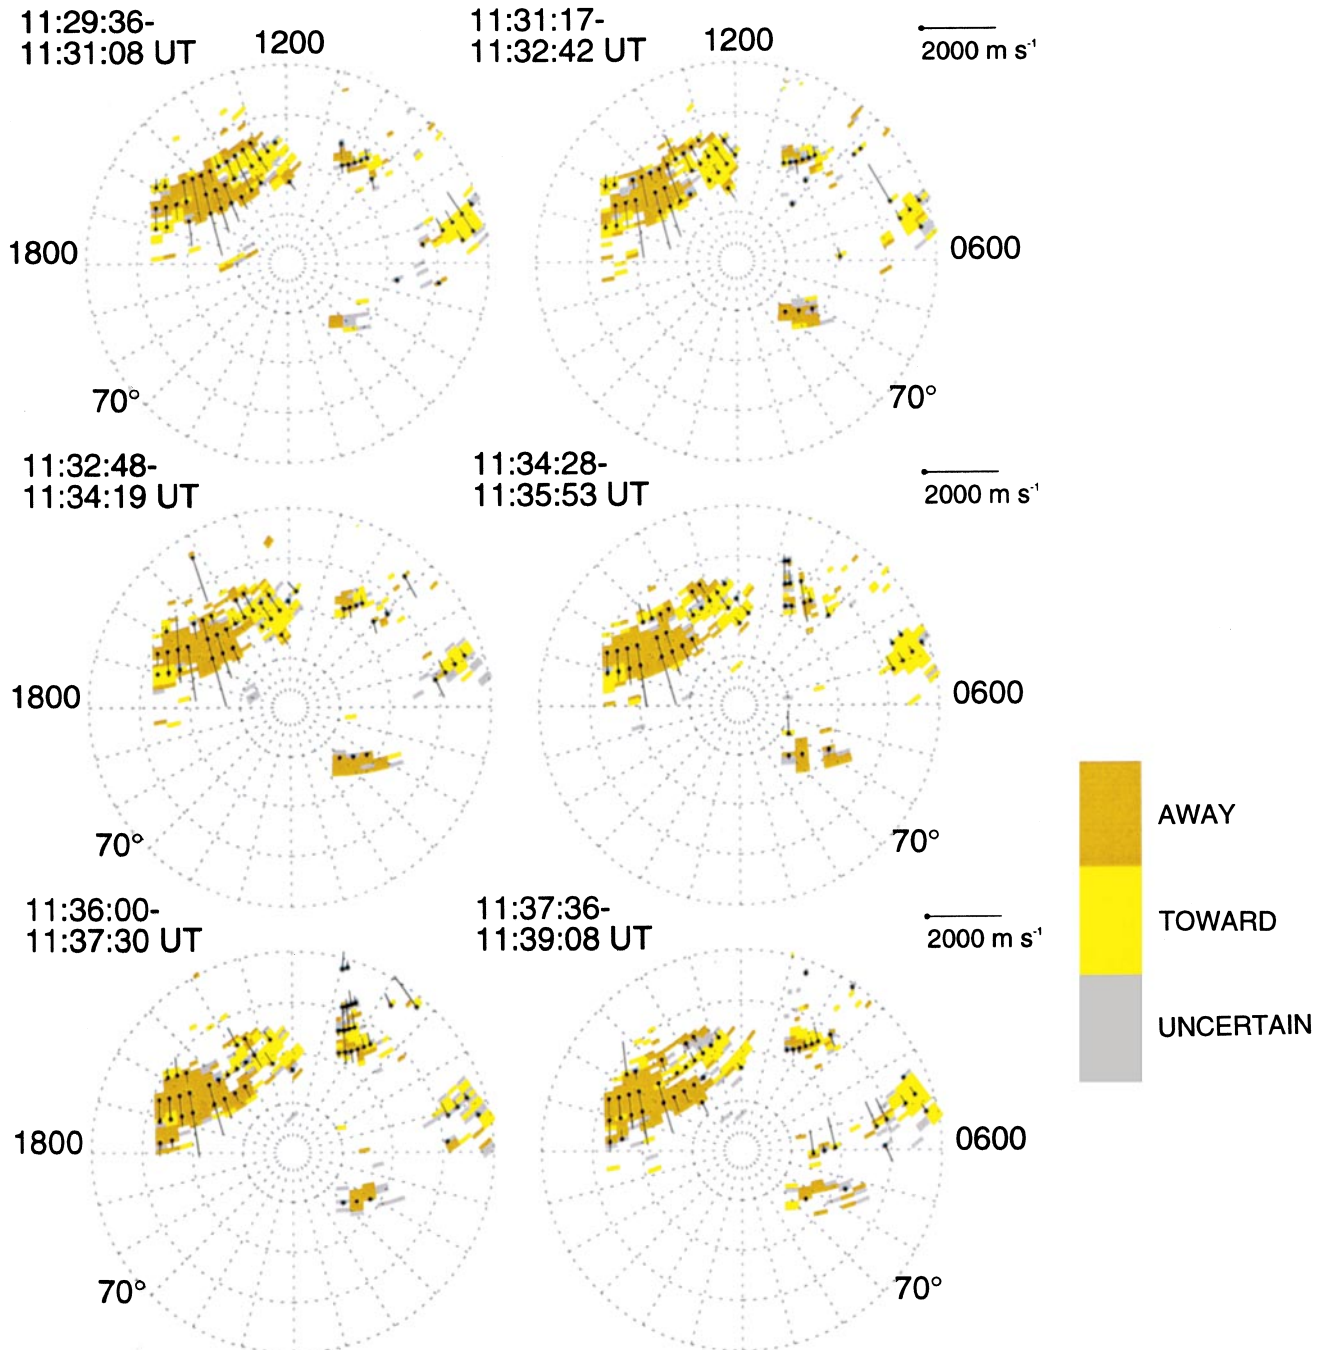 11:29:36-
11:31:08 UT
1200
11:31:17-
11:32:42 UT
1200
2000 m s-1
1800
0600
70°
70°
11:32:48-
11:34:19 UT
11:34:28-
11:35:53 UT
2000 m s-1
1800
0600
70°
70°
AWAY
TOWARD
UNCERTAIN
11:36:00-
11:37:30 UT
11:37:36-
11:39:08 UT
2000 m s-1
1800
0600
70°
70°